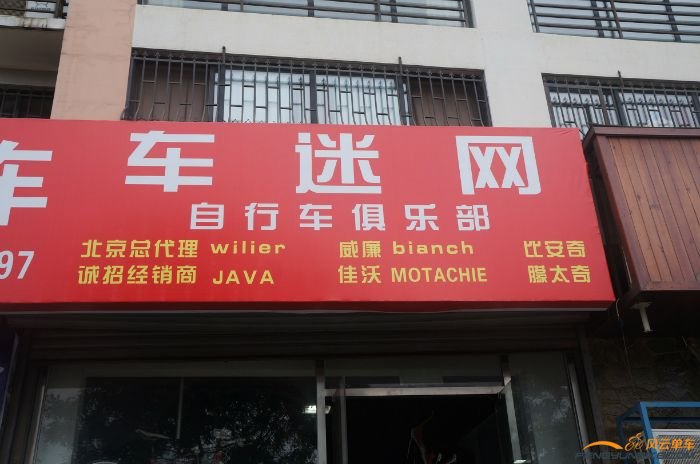 车 车迷网
自行车俱乐部
97
北京总代理 wilier 威廉 bianch 比安奇
诚招经销商 JAVA 佳沃 MOTACHIE 滕太奇
风云单车